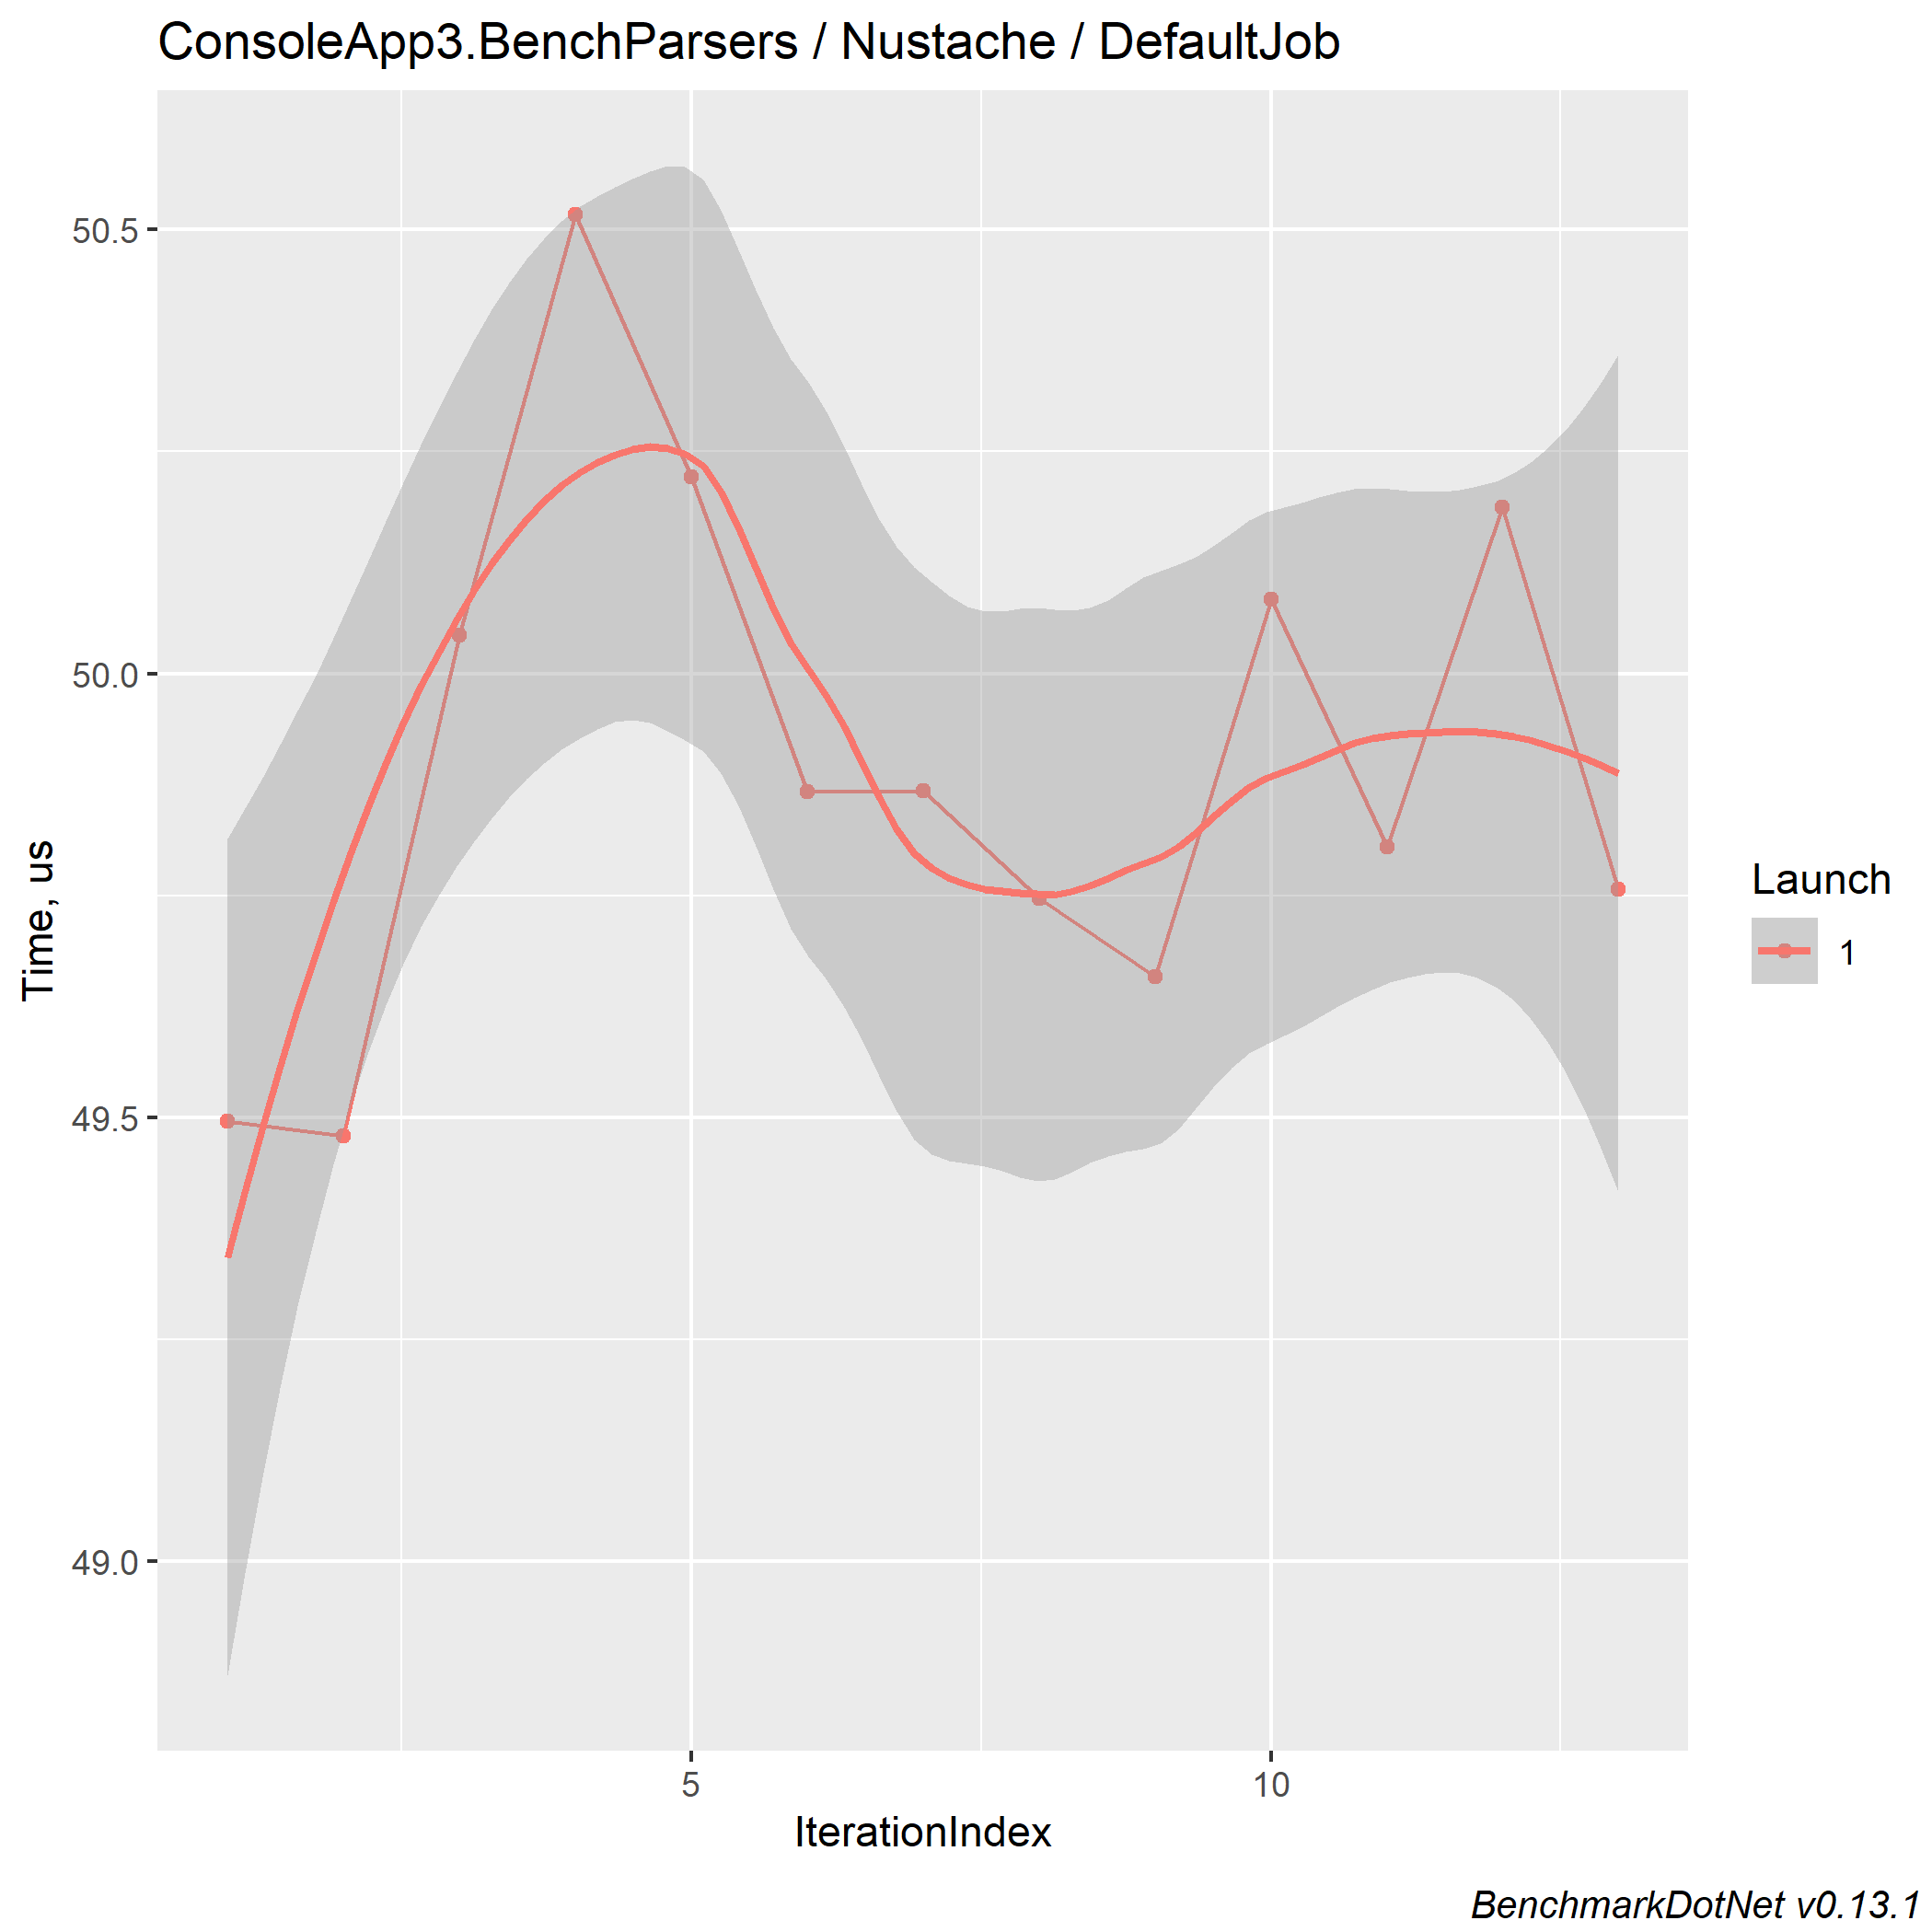 ConsoleApp3.BenchParsers / Nustache / DefaultJob
Time, us
50.5
50.0
49.5
49.0
5
10
IterationIndex
Launch
1
BenchmarkDotNet v0.13.1